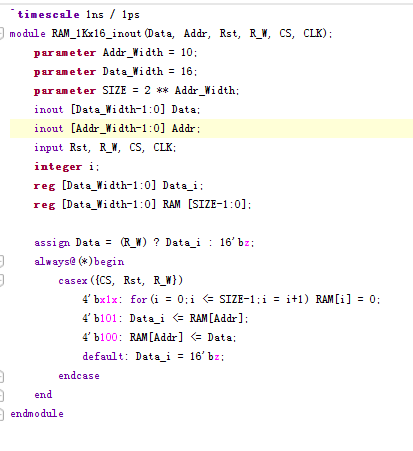 `timescale 1ns / 1ps
module RAM_1Kx16_inout(Data, Addr, Rst, R_W, CS, CLK);
parameter Addr_Width = 10;
parameter Data_Width = 16;
parameter SIZE = 2 ** Addr_Width;
inout [Data_Width-1:0] Data;
inout [Addr_Width-1:0] Addr;
input Rst, R_W, CS, CLK;
integer i;
reg [Data_Width-1:0] Data_i;
reg [Data_Width-1:0] RAM [SIZE-1:0];
assign Data = (R_W) ? Data_i : 16'bz;
always@(*)begin
casex({CS, Rst, R_W})
4'bx1x: for(i = 0;i <= SIZE-1;i = i+1) RAM[i] = 0;
4'b101: Data_i <= RAM[Addr];
4'b100: RAM[Addr] <= Data;
default: Data_i = 16'bz;
endcase
end
endmodule